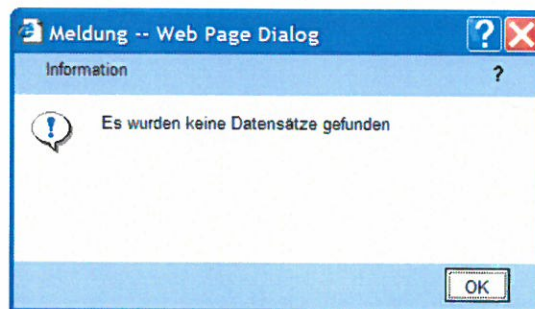 Meldung -- Web Page Dialog
Information ?
Es wurden keine Datensätze gefunden
OK